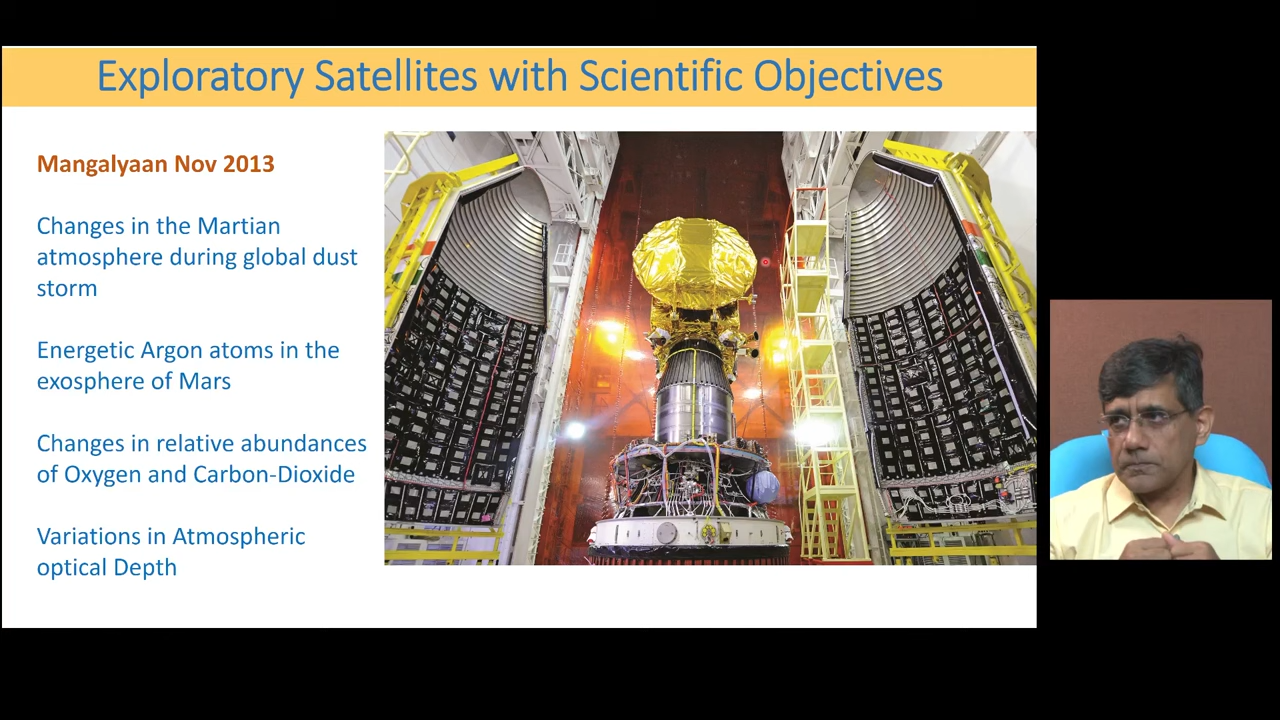 Exploratory Satellites with Scientific Objectives
Mangalyaan Nov 2013
Changes in the Martian
atmosphere during global dust
storm
Energetic Argon atoms in the
exosphere of Mars
Changes in relative abundances
of Oxygen and Carbon-Dioxide
Variations in Atmospheric
optical Depth